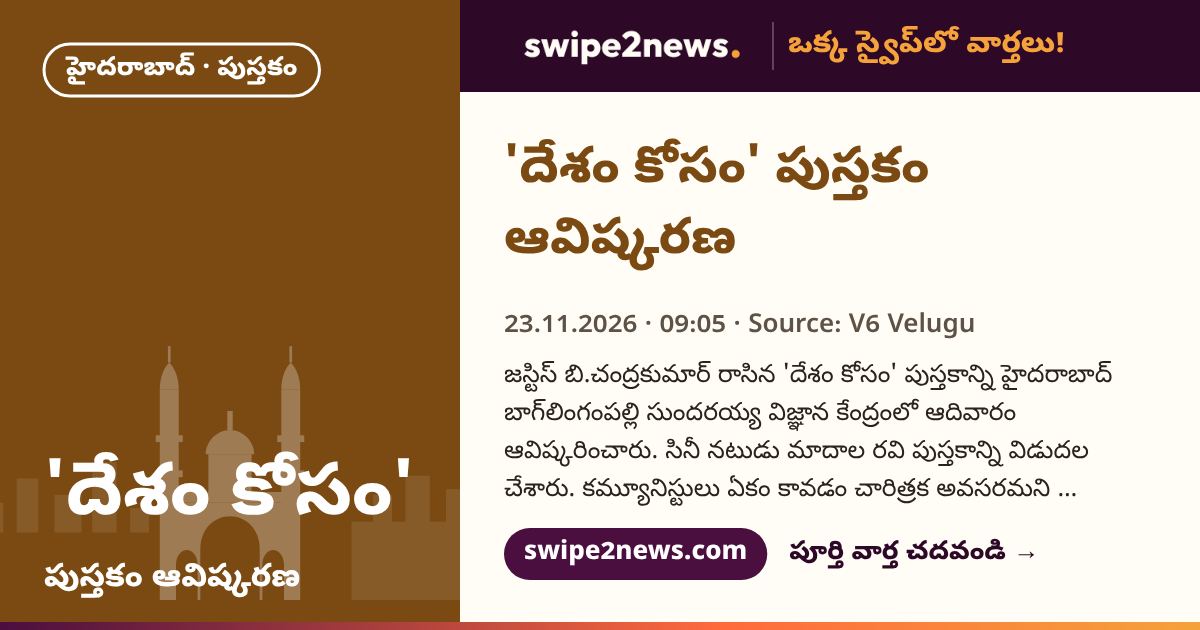 హైదరాబాద్ · పుస్తకం
'దేశం కోసం'
పుస్తకం ఆవిష్కరణ
swipe2news.
ఒక్క స్వైప్‌లో వార్తలు!
'దేశం కోసం' పుస్తకం
ఆవిష్కరణ
23.11.2026 · 09:05 · Source: V6 Velugu
జస్టిస్ బి.చంద్రకుమార్ రాసిన 'దేశం కోసం' పుస్తకాన్ని హైదరాబాద్
బాగ్‌లింగంపల్లి సుందరయ్య విజ్ఞాన కేంద్రంలో ఆదివారం
ఆవిష్కరించారు. సినీ నటుడు మాదాల రవి పుస్తకాన్ని విడుదల
చేశారు. కమ్యూనిస్టులు ఏకం కావడం చారిత్రక అవసరమని ...
swipe2news.com
పూర్తి వార్త చదవండి →